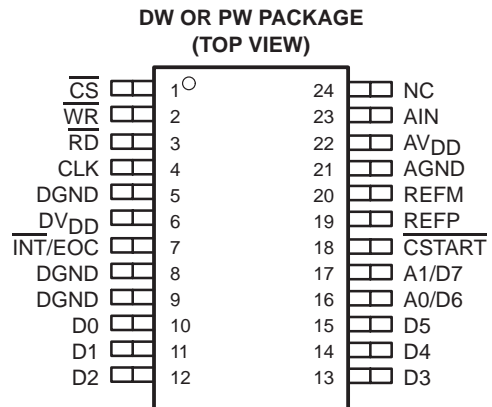 DW OR PW PACKAGE
(TOP VIEW)
CS 1 24 NC
WR 2 23 AIN
RD 3 22 AVDD
CLK 4 21 AGND
DGND 5 20 REFM
DVDD 6 19 REFP
INT/EOC 7 18 CSTART
DGND 8 17 A1/D7
DGND 9 16 A0/D6
D0 10 15 D5
D1 11 14 D4
D2 12 13 D3